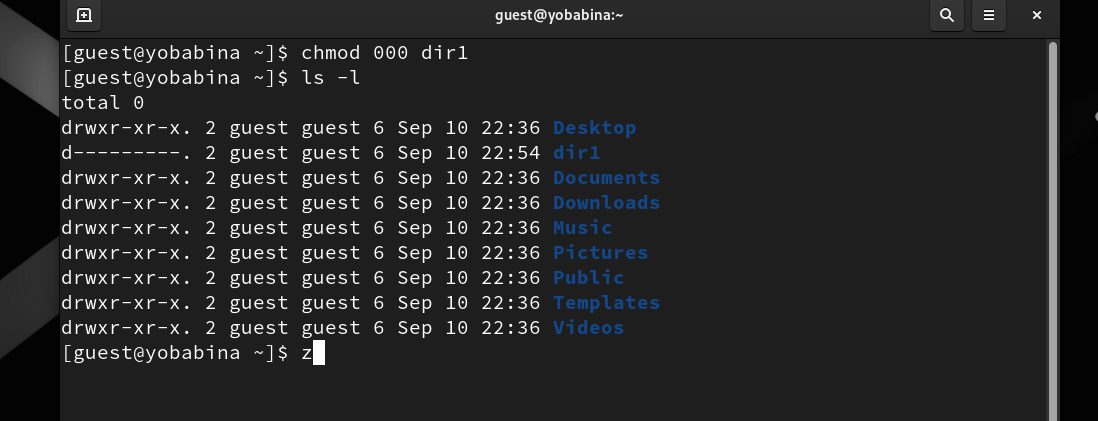 guest@yobabina:~
[guest@yobabina ~]$ chmod 000 dir1
[guest@yobabina ~]$ ls -l
total 0
drwxr-xr-x. 2 guest guest 6 Sep 10 22:36 Desktop
d---------. 2 guest guest 6 Sep 10 22:54 dir1
drwxr-xr-x. 2 guest guest 6 Sep 10 22:36 Documents
drwxr-xr-x. 2 guest guest 6 Sep 10 22:36 Downloads
drwxr-xr-x. 2 guest guest 6 Sep 10 22:36 Music
drwxr-xr-x. 2 guest guest 6 Sep 10 22:36 Pictures
drwxr-xr-x. 2 guest guest 6 Sep 10 22:36 Public
drwxr-xr-x. 2 guest guest 6 Sep 10 22:36 Templates
drwxr-xr-x. 2 guest guest 6 Sep 10 22:36 Videos
[guest@yobabina ~]$ z